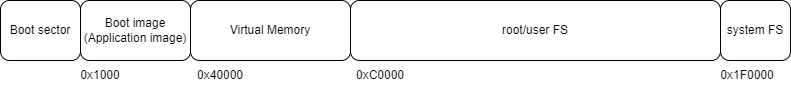 Boot sector
Boot image
(Application image)
Virtual Memory
root/user FS
system FS
0x1000
0x40000
0xC0000
0x1F0000